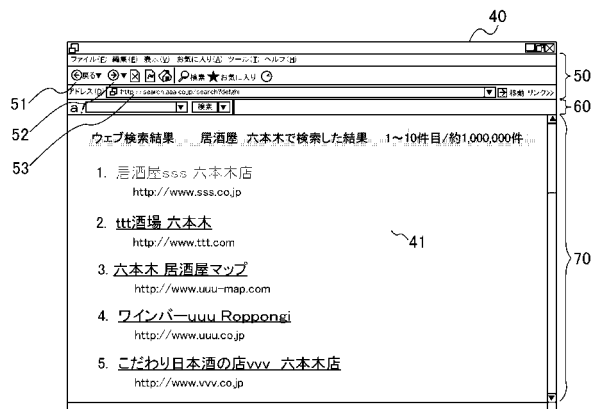 40
ファイル(F) 編集(E) 表示(V) お気に入り(A) ツール(T) ヘルプ(H)
戻る 検索 お気に入り
50
51
アドレス(D) 移動 リンク>>
a 検索
60
52
53
ウェブ検索結果 居酒屋 六本木で検索した結果 1～10件目/約1,000,000件
1. 居酒屋sss 六本木店
http://www.sss.co.jp
2. ttt酒場 六本木
http://www.ttt.com
41
3. 六本木 居酒屋マップ
http://www.uuu-map.com
70
4. ワインバーuuu Roppongi
http://www.uuu.co.jp
5. こだわり日本酒の店vvv 六本木店
http://www.vvv.co.jp